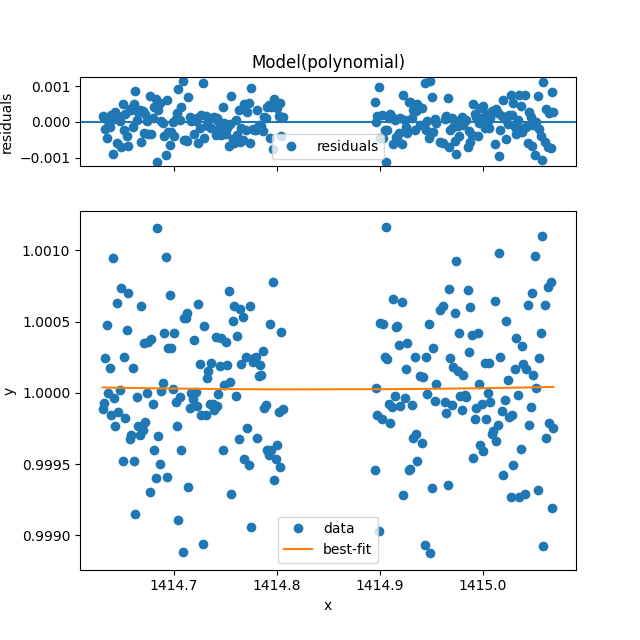 Model(polynomial)
residuals
0.001
0.000
−0.001
residuals
y
1.0010
1.0005
1.0000
0.9995
0.9990
data
best-fit
1414.7
1414.8
1414.9
1415.0
x